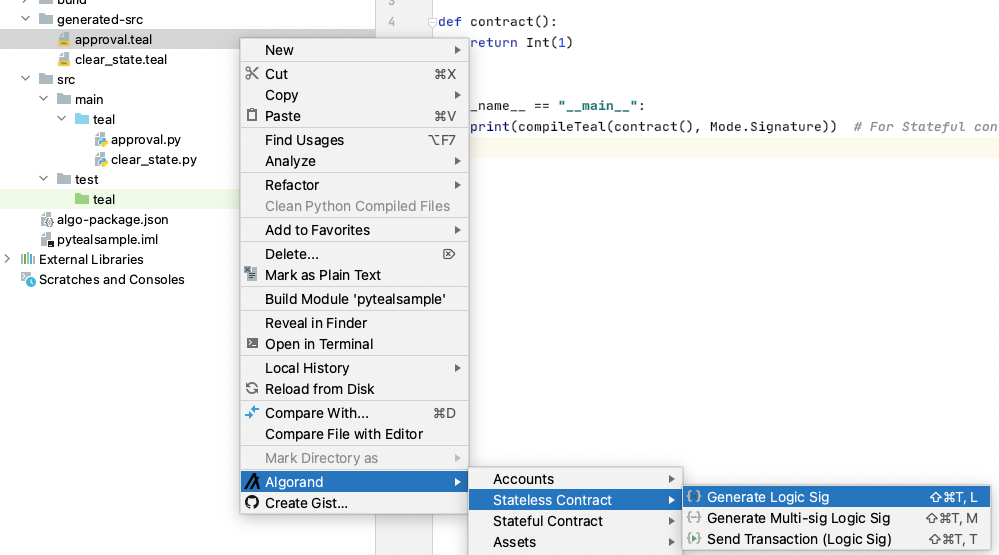 build
generated-src
approval.teal
clear_state.teal
src
main
teal
approval.py
clear_state.py
test
teal
algo-package.json
pytealsample.iml
External Libraries
Scratches and Consoles
3
4
def contract():
return Int(1)
_name__ == "__main__":
print(compileTeal(contract(), Mode.Signature))  # For Stateful con
New
Cut ⌘X
Copy
Paste ⌘V
Find Usages ⌥F7
Analyze
Refactor
Clean Python Compiled Files
Add to Favorites
Delete... ⌦
Mark as Plain Text
Build Module 'pytealsample'
Reveal in Finder
Open in Terminal
Local History
Reload from Disk
Compare With... ⌘D
Compare File with Editor
Mark Directory as
Algorand
Create Gist...
Accounts
Stateless Contract
Stateful Contract
Assets
Generate Logic Sig ⇧⌘T, L
Generate Multi-sig Logic Sig ⇧⌘T, M
Send Transaction (Logic Sig) ⇧⌘T, T